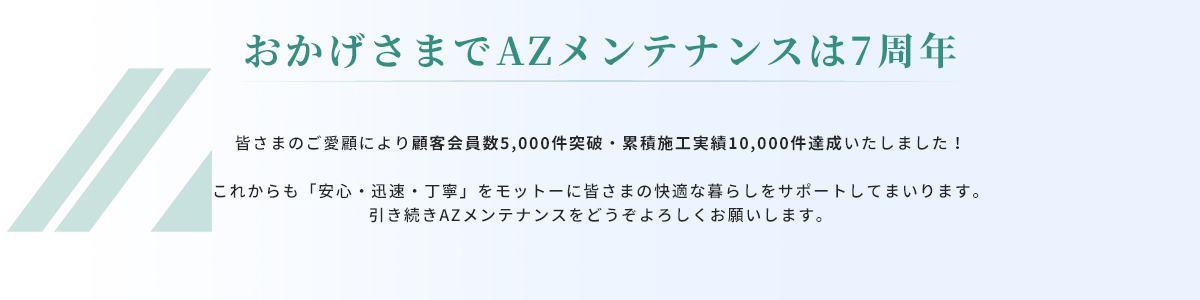 おかげさまでAZメンテナンスは7周年
皆さまのご愛顧により顧客会員数5,000件突破・累積施工実績10,000件達成いたしました！
これからも「安心・迅速・丁寧」をモットーに皆さまの快適な暮らしをサポートしてまいります。
引き続きAZメンテナンスをどうぞよろしくお願いします。